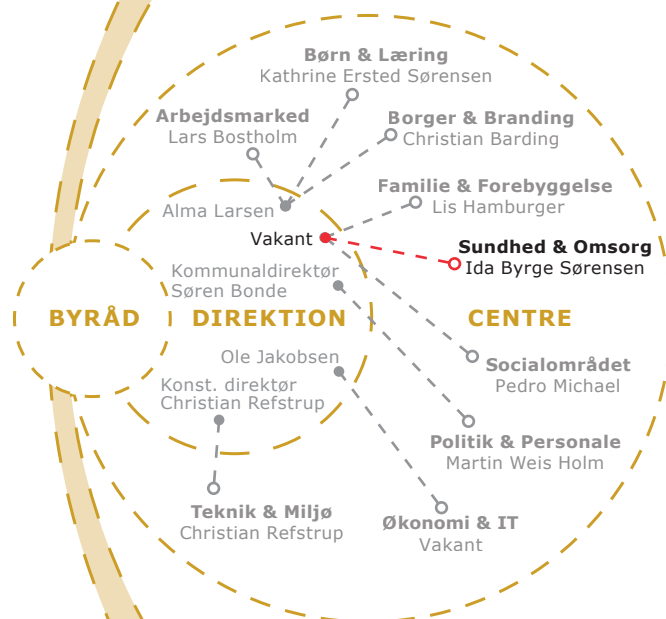 Børn & Læring
Kathrine Ersted Sørensen
Arbejdsmarked
Lars Bostholm
Borger & Branding
Christian Barding
Alma Larsen
Familie & Forebyggelse
Lis Hamburger
Vakant
Sundhed & Omsorg
Ida Byrge Sørensen
Kommunaldirektør
Søren Bonde
BYRÅD
DIREKTION
CENTRE
Ole Jakobsen
Konst. direktør
Christian Refstrup
Socialområdet
Pedro Michael
Politik & Personale
Martin Weis Holm
Teknik & Miljø
Christian Refstrup
Økonomi & IT
Vakant